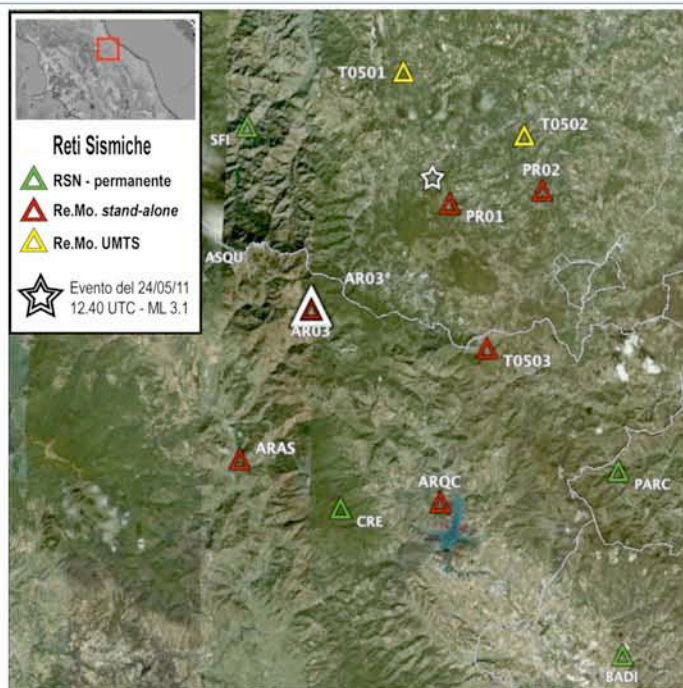 Reti Sismiche
RSN - permanente
Re.Mo. stand-alone
Re.Mo. UMTS
Evento del 24/05/11
12.40 UTC - ML 3.1
T0501
SFI
T0502
PR02
PR01
ASQU
AR03*
AR03
T0503
ARAS
ARQC
PARC
CRE
BADI